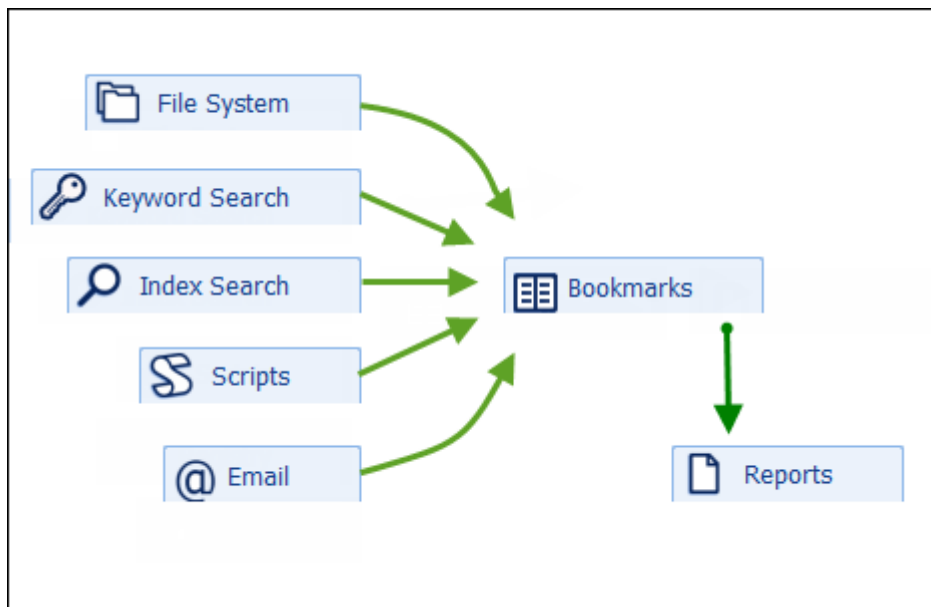 File System
Keyword Search
Index Search
Bookmarks
Scripts
Email
Reports